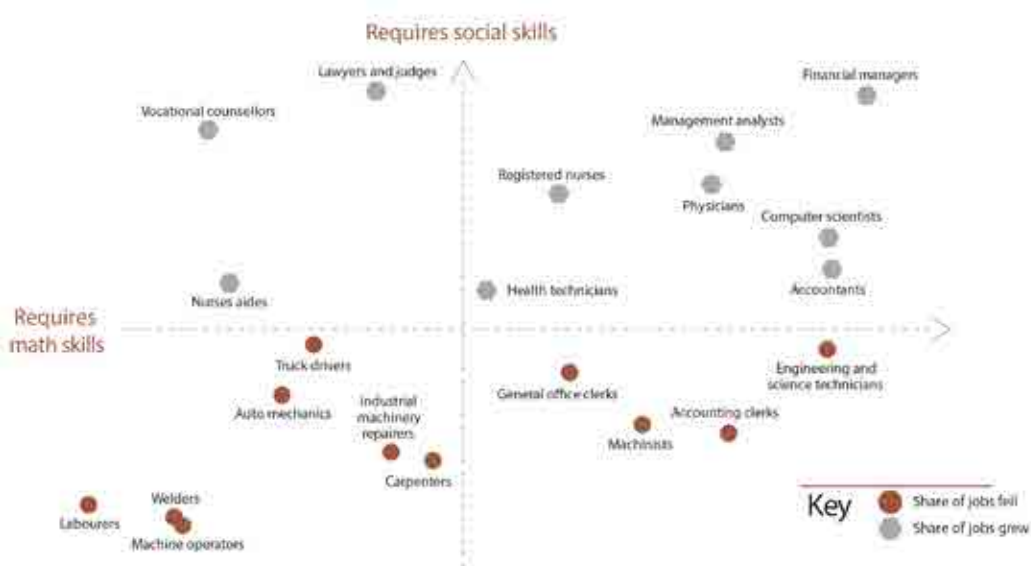 Requires social skills
Lawyers and judges
Financial managers
Vocational counsellors
Management analysts
Registered nurses
Physicians
Computer scientists
Nurses aides
Health technicians
Accountants
Requires
math skills
Truck drivers
Engineering and
science technicians
General office clerks
Auto mechanics
Industrial
machinery
repairers
Accounting clerks
Machinists
Carpenters
Welders
Labourers
Machine operators
Key
Share of jobs fell
Share of jobs grew